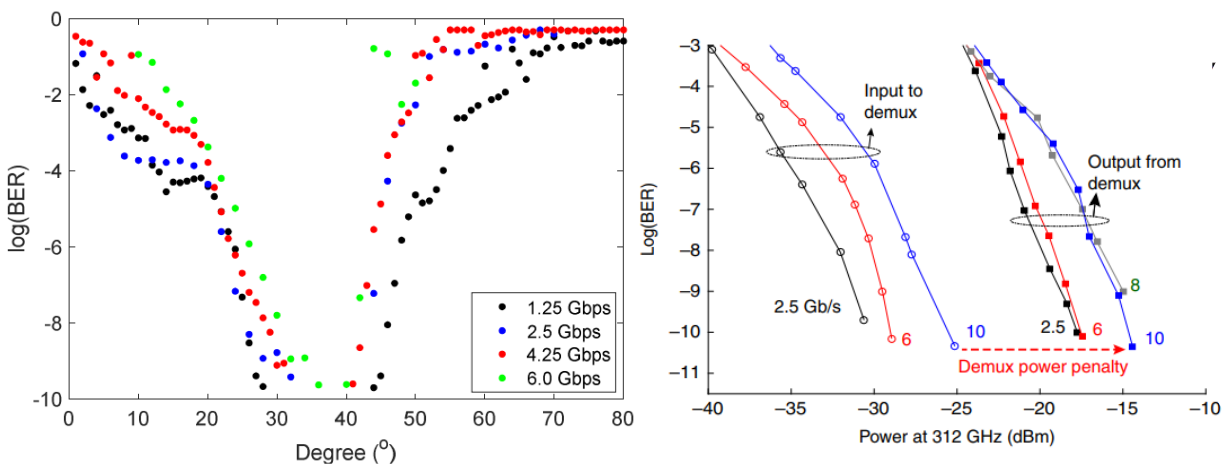 0
-2
-4
-6
-8
-10
log(BER)
0 10 20 30 40 50 60 70 80
Degree (o)
1.25 Gbps
2.5 Gbps
4.25 Gbps
6.0 Gbps
−3
−4
−5
−6
−7
−8
−9
−10
−11
Log(BER)
Input to
demux
Output from
demux
2.5 Gb/s
6
10
2.5
6
8
10
Demux power penalty
−40 −35 −30 −25 −20 −15 −10
Power at 312 GHz (dBm)